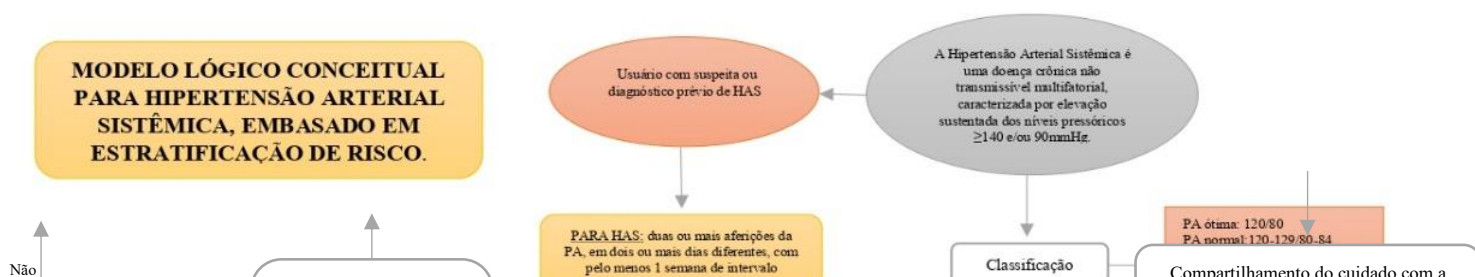 MODELO LÓGICO CONCEITUAL
PARA HIPERTENSÃO ARTERIAL
SISTÊMICA, EMBASADO EM
ESTRATIFICAÇÃO DE RISCO.
Usuário com suspeita ou
diagnóstico prévio de HAS
A Hipertensão Arterial Sistêmica é
uma doença crônica não
transmissível multifatorial,
caracterizada por elevação
sustentada dos níveis pressóricos
≥140 e/ou 90mmHg.
Não
PARA HAS: duas ou mais aferições da
PA, em dois ou mais dias diferentes, com
pelo menos 1 semana de intervalo
Classificação
PA ótima: 120/80
PA normal: 120-129/80-84
Compartilhamento do cuidado com a